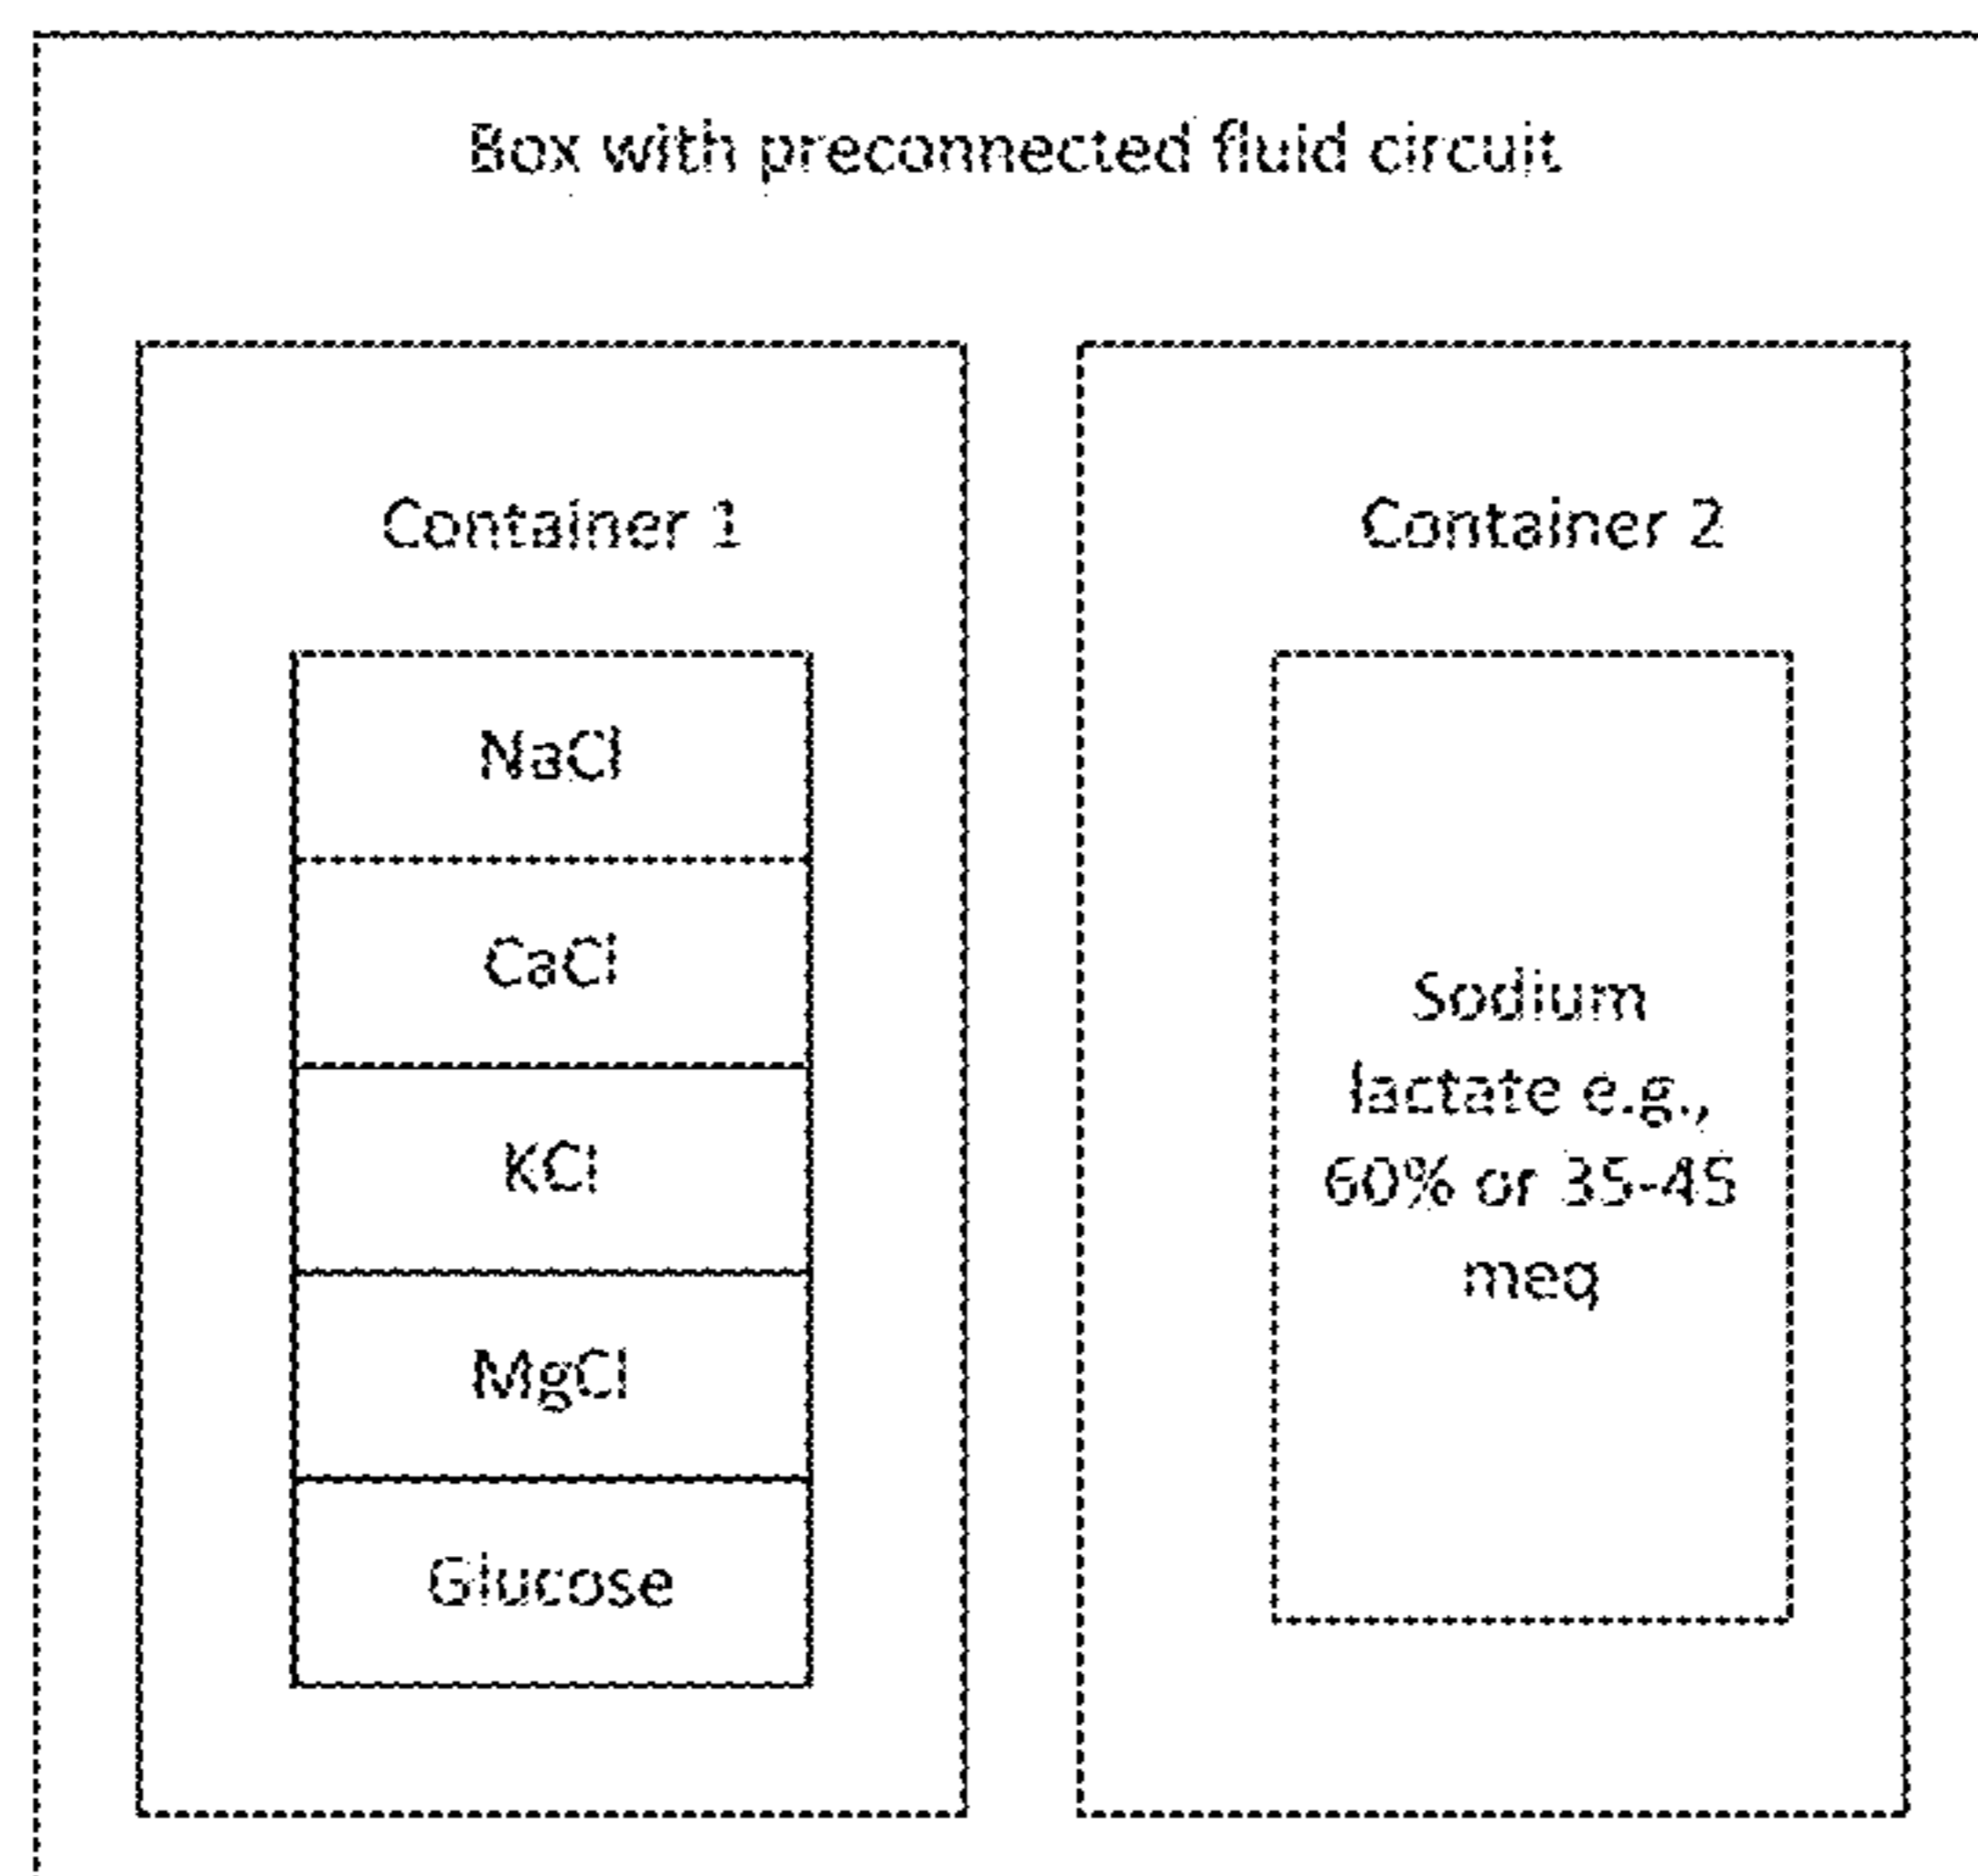 Box with preconnected fluid circuit
Container 1
NaCl
CaCl
KCl
MgCl
Glucose
Container 2
Sodium
lactate e.g.,
60% or 35-45
meq